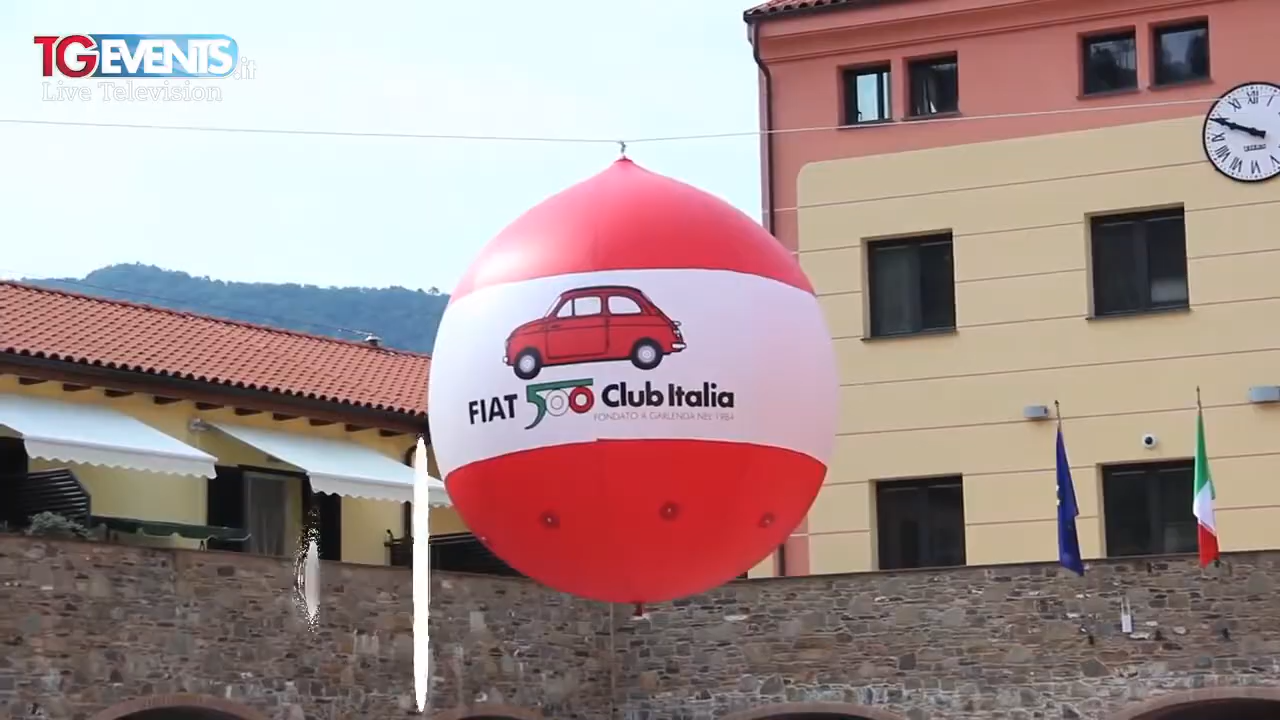 TGEVENTS.it
Live Television
FIAT 500 Club Italia
FONDATO A GARLENDA NEL 1984